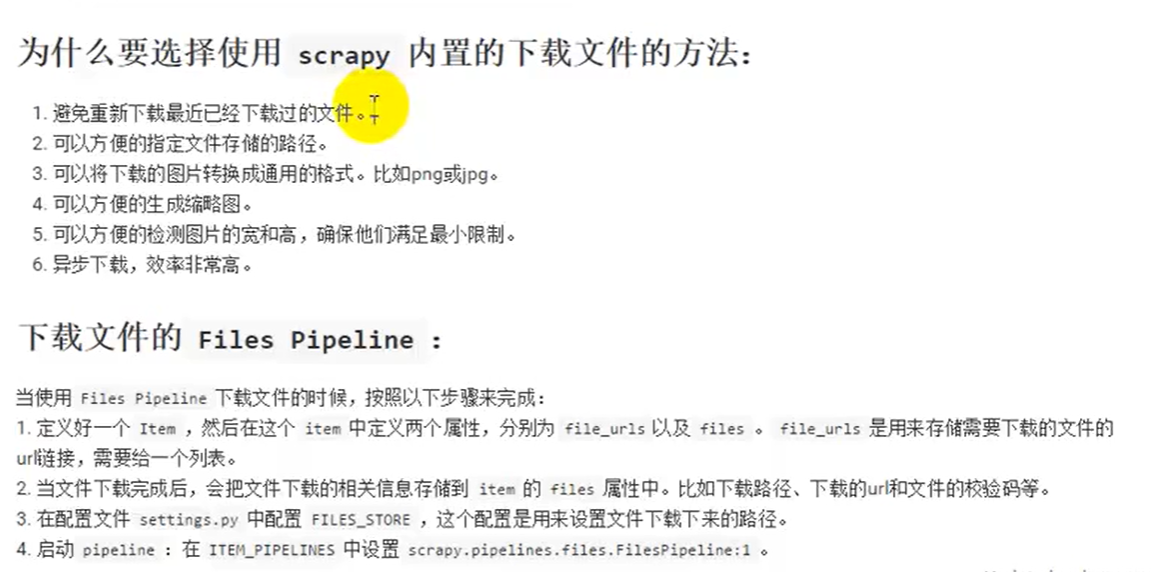 为什么要选择使用 scrapy 内置的下载文件的方法：
1. 避免重新下载最近已经下载过的文件。
2. 可以方便的指定文件存储的路径。
3. 可以将下载的图片转换成通用的格式。比如png或jpg。
4. 可以方便的生成缩略图。
5. 可以方便的检测图片的宽和高，确保他们满足最小限制。
6. 异步下载，效率非常高。
下载文件的 Files Pipeline ：
当使用 Files Pipeline 下载文件的时候，按照以下步骤来完成：
1. 定义好一个 Item ，然后在这个 item 中定义两个属性，分别为 file_urls 以及 files 。 file_urls 是用来存储需要下载的文件的
url链接，需要给一个列表。
2. 当文件下载完成后，会把文件下载的相关信息存储到 item 的 files 属性中。比如下载路径、下载的url和文件的校验码等。
3. 在配置文件 settings.py 中配置 FILES_STORE ，这个配置是用来设置文件下载下来的路径。
4. 启动 pipeline ：在 ITEM_PIPELINES 中设置 scrapy.pipelines.files.FilesPipeline:1 。